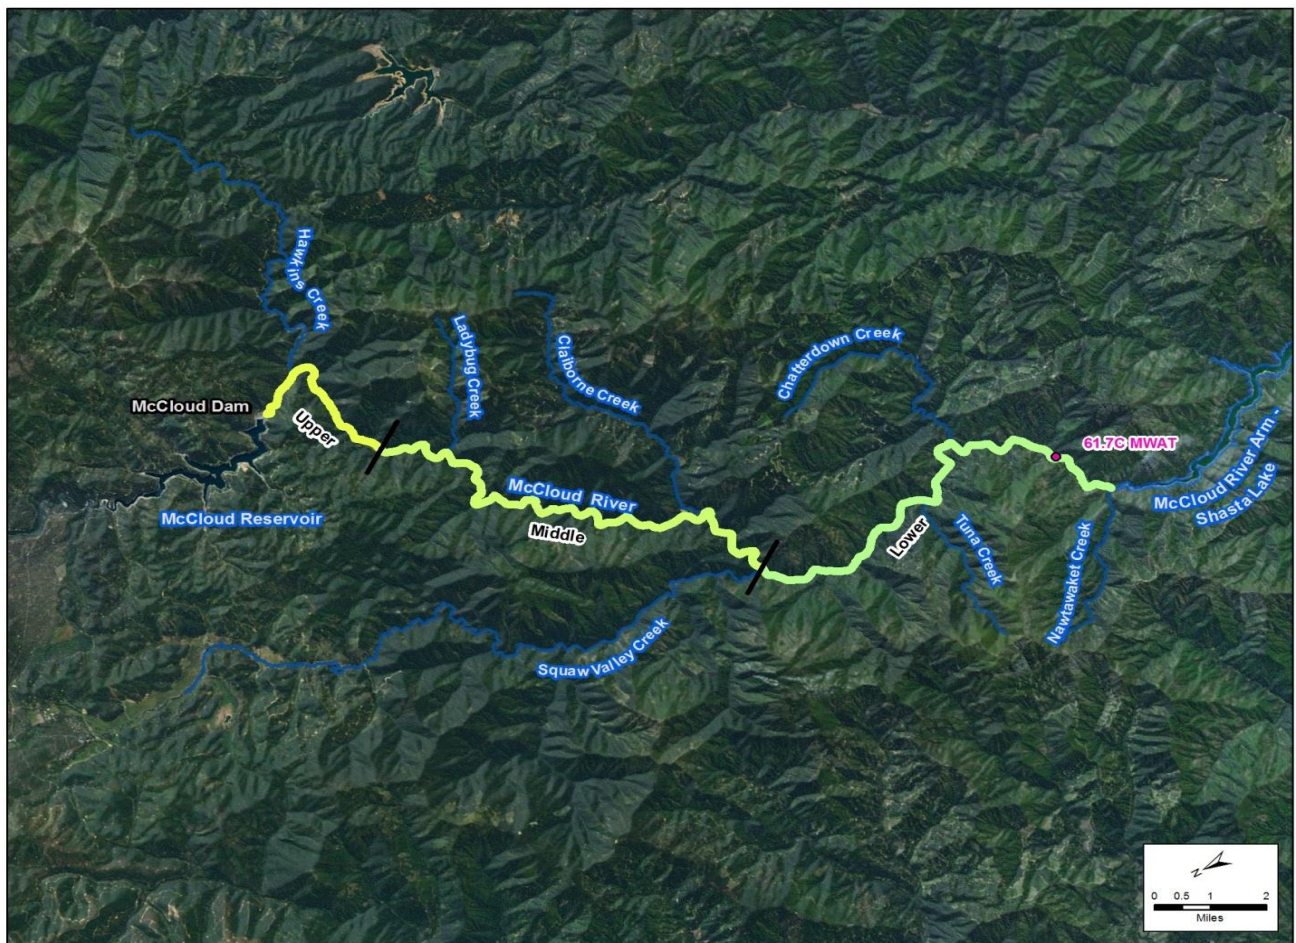 Hawkins Creek
Ladybug Creek
Claiborne Creek
Chatterdown Creek
McCloud Dam
Upper
61.7C MWAT
McCloud River Arm -
Shasta Lake
McCloud Reservoir
McCloud River
Middle
Lower
Tuna Creek
Nawtawaket Creek
Squaw Valley Creek
N
0 0.5 1 2
Miles